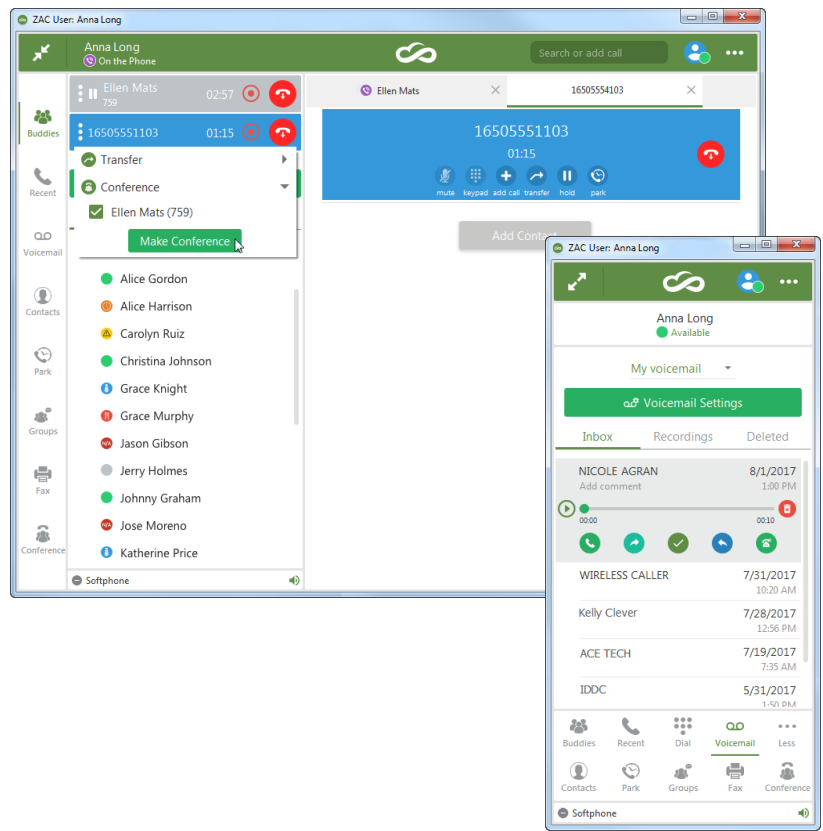 ZAC User: Anna Long
Anna Long
On the Phone
Search or add call
Buddies
Recent
Voicemail
Contacts
Park
Groups
Fax
Conference
Ellen Mats 02:57
759
16505551103 01:15
Transfer
Conference
Ellen Mats (759)
Make Conference
Alice Gordon
Alice Harrison
Carolyn Ruiz
Christina Johnson
Grace Knight
Grace Murphy
N/A Jason Gibson
Jerry Holmes
Johnny Graham
N/A Jose Moreno
Katherine Price
Softphone
Ellen Mats 16505554103
16505551103
01:15
mute keypad add call transfer hold park
Add Contact
ZAC User: Anna Long
Anna Long
Available
My voicemail
Voicemail Settings
Inbox Recordings Deleted
NICOLE AGRAN 8/1/2017
Add comment 1:00 PM
00:00 00:10
WIRELESS CALLER 7/31/2017
10:20 AM
Kelly Clever 7/28/2017
12:56 PM
ACE TECH 7/19/2017
7:35 AM
IDDC 5/31/2017
1:50 PM
Buddies Recent Dial Voicemail Less
Contacts Park Groups Fax Conference
Softphone